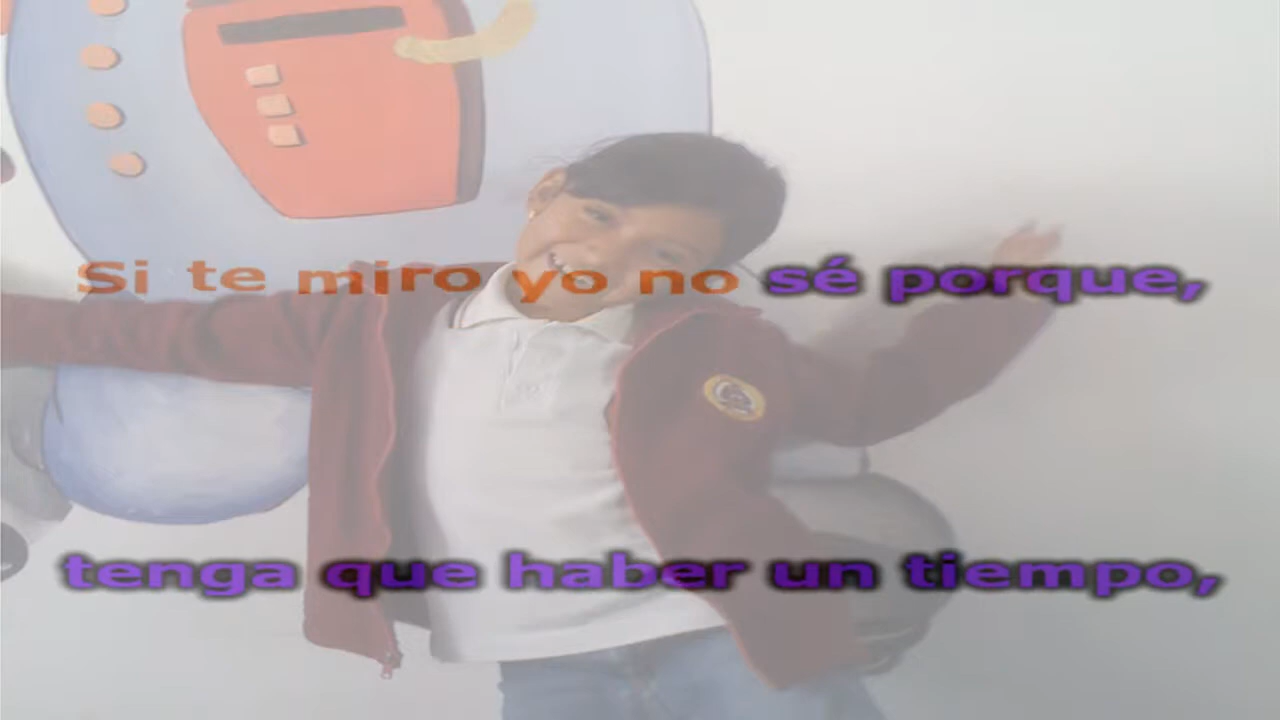 Si te miro yo no sé porque,
tenga que haber un tiempo,